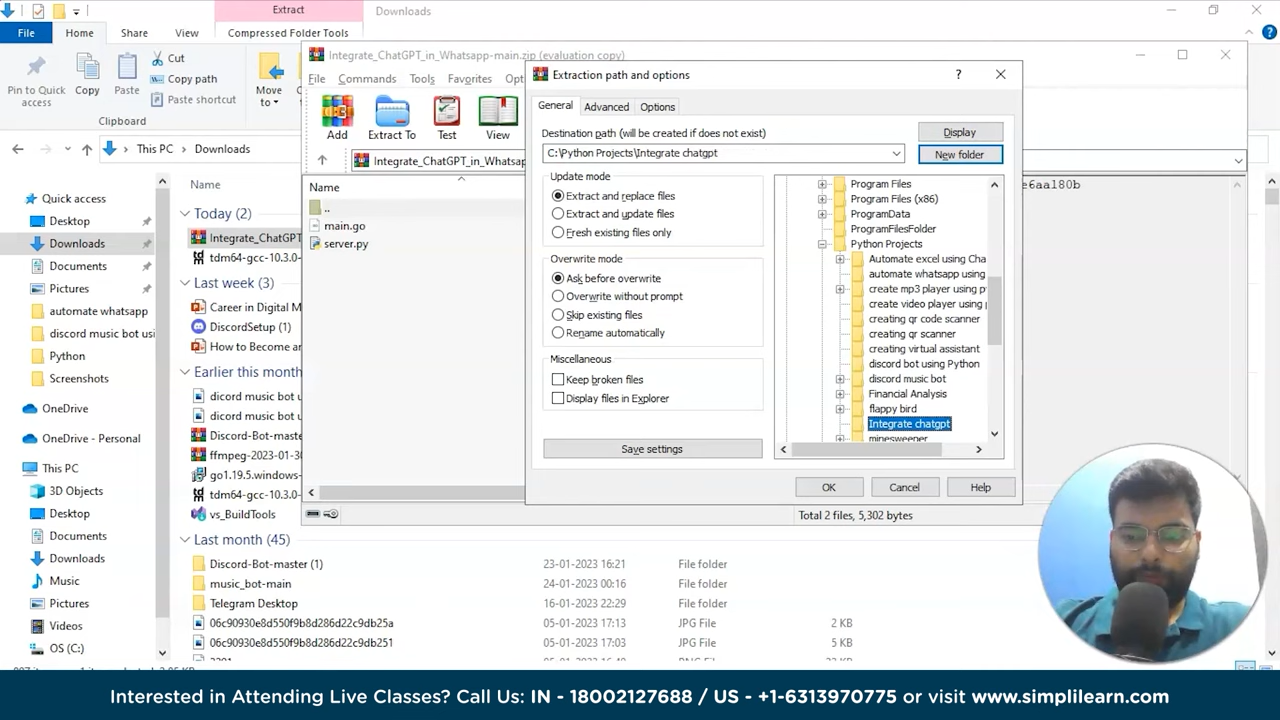 Extract
Downloads
File
Home
Share
View
Compressed Folder Tools
Pin to Quick access
Copy
Paste
Cut
Copy path
Paste shortcut
Move to
Clipboard
This PC
Downloads
Quick access
Desktop
Downloads
Documents
Pictures
automate whatsapp
discord music bot usi
Python
Screenshots
OneDrive
OneDrive - Personal
This PC
3D Objects
Desktop
Documents
Downloads
Music
Pictures
Videos
OS (C:)
Name
Today (2)
Integrate_ChatGPT
tdm64-gcc-10.3.0-
Last week (3)
Career in Digital M
DiscordSetup (1)
How to Become ar
Earlier this month
dicord music bot u
dicord music bot u
Discord-Bot-maste
ffmpeg-2023-01-30
go1.19.5.windows-
tdm64-gcc-10.3.0-
vs_BuildTools
Last month (45)
Discord-Bot-master (1) 23-01-2023 16:21 File folder
music_bot-main 24-01-2023 00:16 File folder
Telegram Desktop 16-01-2023 22:29 File folder
06c90930e8d550f9b8d286d22c9db25a 05-01-2023 17:13 JPG File 2 KB
06c90930e8d550f9b8d286d22c9db251 05-01-2023 17:03 JPG File 5 KB
Integrate_ChatGPT_in_Whatsapp-main.zip (evaluation copy)
File Commands Tools Favorites Opt
Add
Extract To
Test
View
Integrate_ChatGPT_in_Whatsap
Name
..
main.go
server.py
e6aa180b
Total 2 files, 5,302 bytes
Extraction path and options
?
General
Advanced
Options
Destination path (will be created if does not exist)
C:\Python Projects\Integrate chatgpt
Display
New folder
Update mode
Extract and replace files
Extract and update files
Fresh existing files only
Overwrite mode
Ask before overwrite
Overwrite without prompt
Skip existing files
Rename automatically
Miscellaneous
Keep broken files
Display files in Explorer
Save settings
Program Files
Program Files (x86)
ProgramData
ProgramFilesFolder
Python Projects
Automate excel using Cha
automate whatsapp using
create mp3 player using p
create video player using
creating qr code scanner
creating qr scanner
creating virtual assistant
discord bot using Python
discord music bot
Financial Analysis
flappy bird
Integrate chatgpt
minesweeper
OK
Cancel
Help
Interested in Attending Live Classes? Call Us: IN - 18002127688 / US - +1-6313970775 or visit www.simplilearn.com